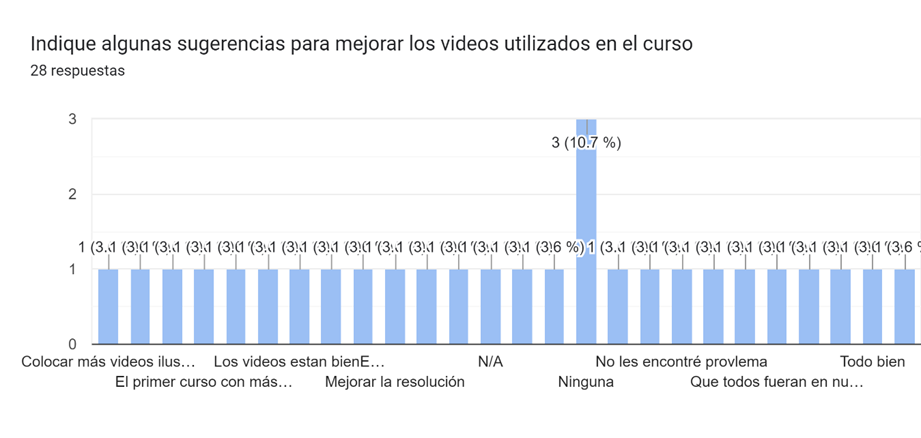 Indique algunas sugerencias para mejorar los videos utilizados en el curso
28 respuestas
3
3 (10.7 %)
2
1
0
Colocar más videos ilus…
Los videos estan bienE…
N/A
No les encontré provlema
Todo bien
El primer curso con más…
Mejorar la resolución
Ninguna
Que todos fueran en nu…